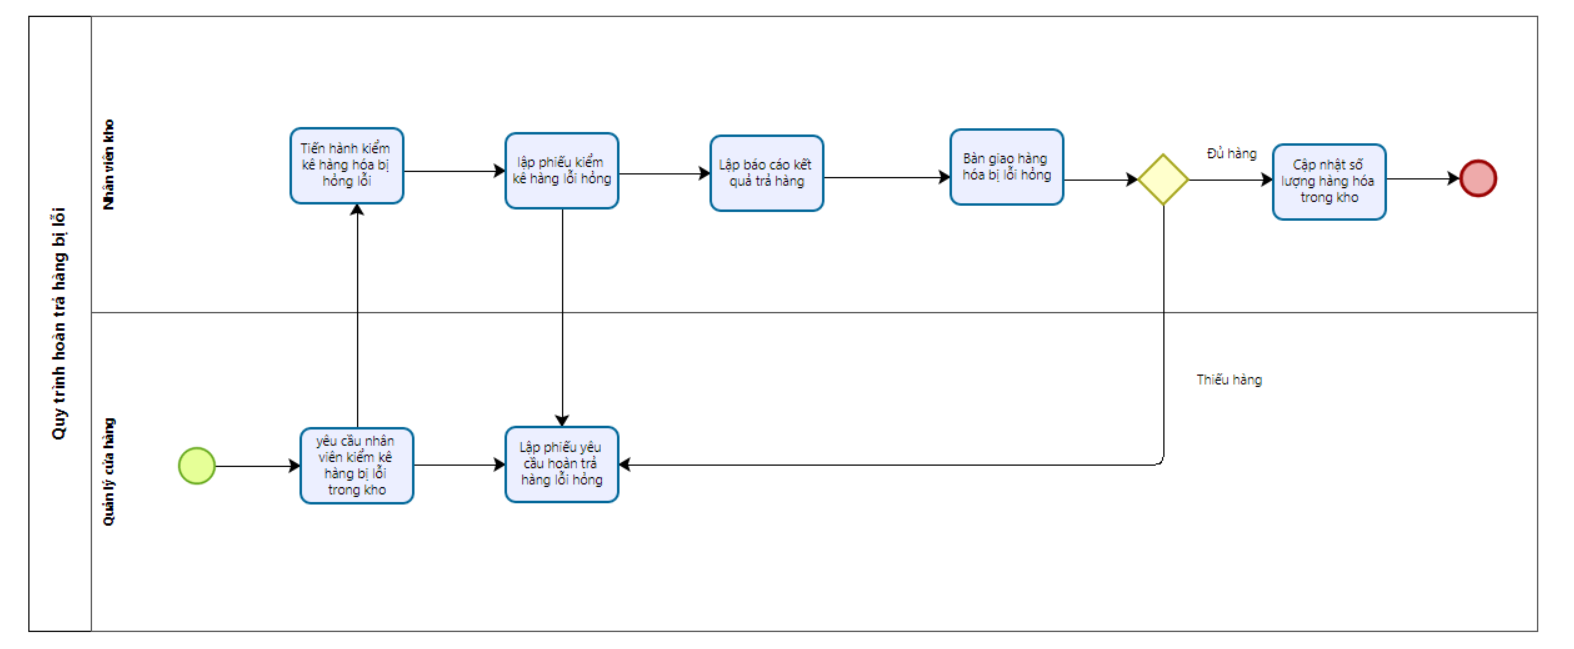 Quy trình hoàn trả hàng bị lỗi
Nhân viên kho
Tiến hành kiểm
kê hàng hóa bị
hỏng lỗi
lập phiếu kiểm
kê hàng lỗi hỏng
Lập báo cáo kết
quả trả hàng
Bàn giao hàng
hóa bị lỗi hỏng
Đủ hàng
Cập nhật số
lượng hàng hóa
trong kho
Quản lý cửa hàng
yêu cầu nhân
viên kiểm kê
hàng bị lỗi
trong kho
Lập phiếu yêu
cầu hoàn trả
hàng lỗi hỏng
Thiếu hàng